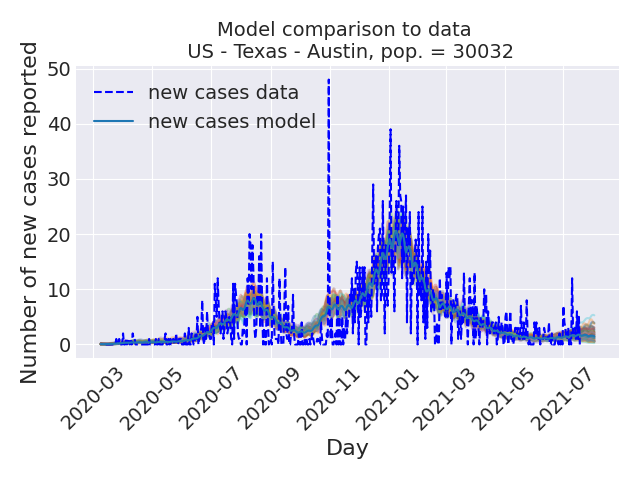 Model comparison to data
US - Texas - Austin, pop. = 30032
Number of new cases reported
50
40
30
20
10
0
new cases data
new cases model
2020-03
2020-05
2020-07
2020-09
2020-11
2021-01
2021-03
2021-05
2021-07
Day